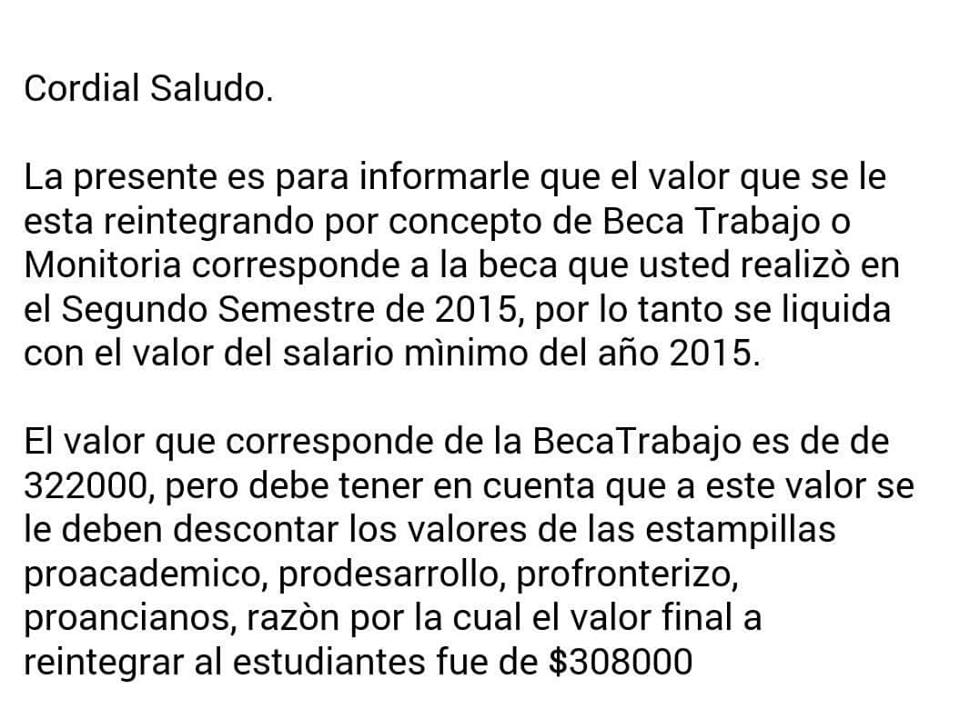 Cordial Saludo.
La presente es para informarle que el valor que se le
esta reintegrando por concepto de Beca Trabajo o
Monitoria corresponde a la beca que usted realizò en
el Segundo Semestre de 2015, por lo tanto se liquida
con el valor del salario mìnimo del año 2015.
El valor que corresponde de la BecaTrabajo es de de
322000, pero debe tener en cuenta que a este valor se
le deben descontar los valores de las estampillas
proacademico, prodesarrollo, profronterizo,
proancianos, razòn por la cual el valor final a
reintegrar al estudiantes fue de $308000